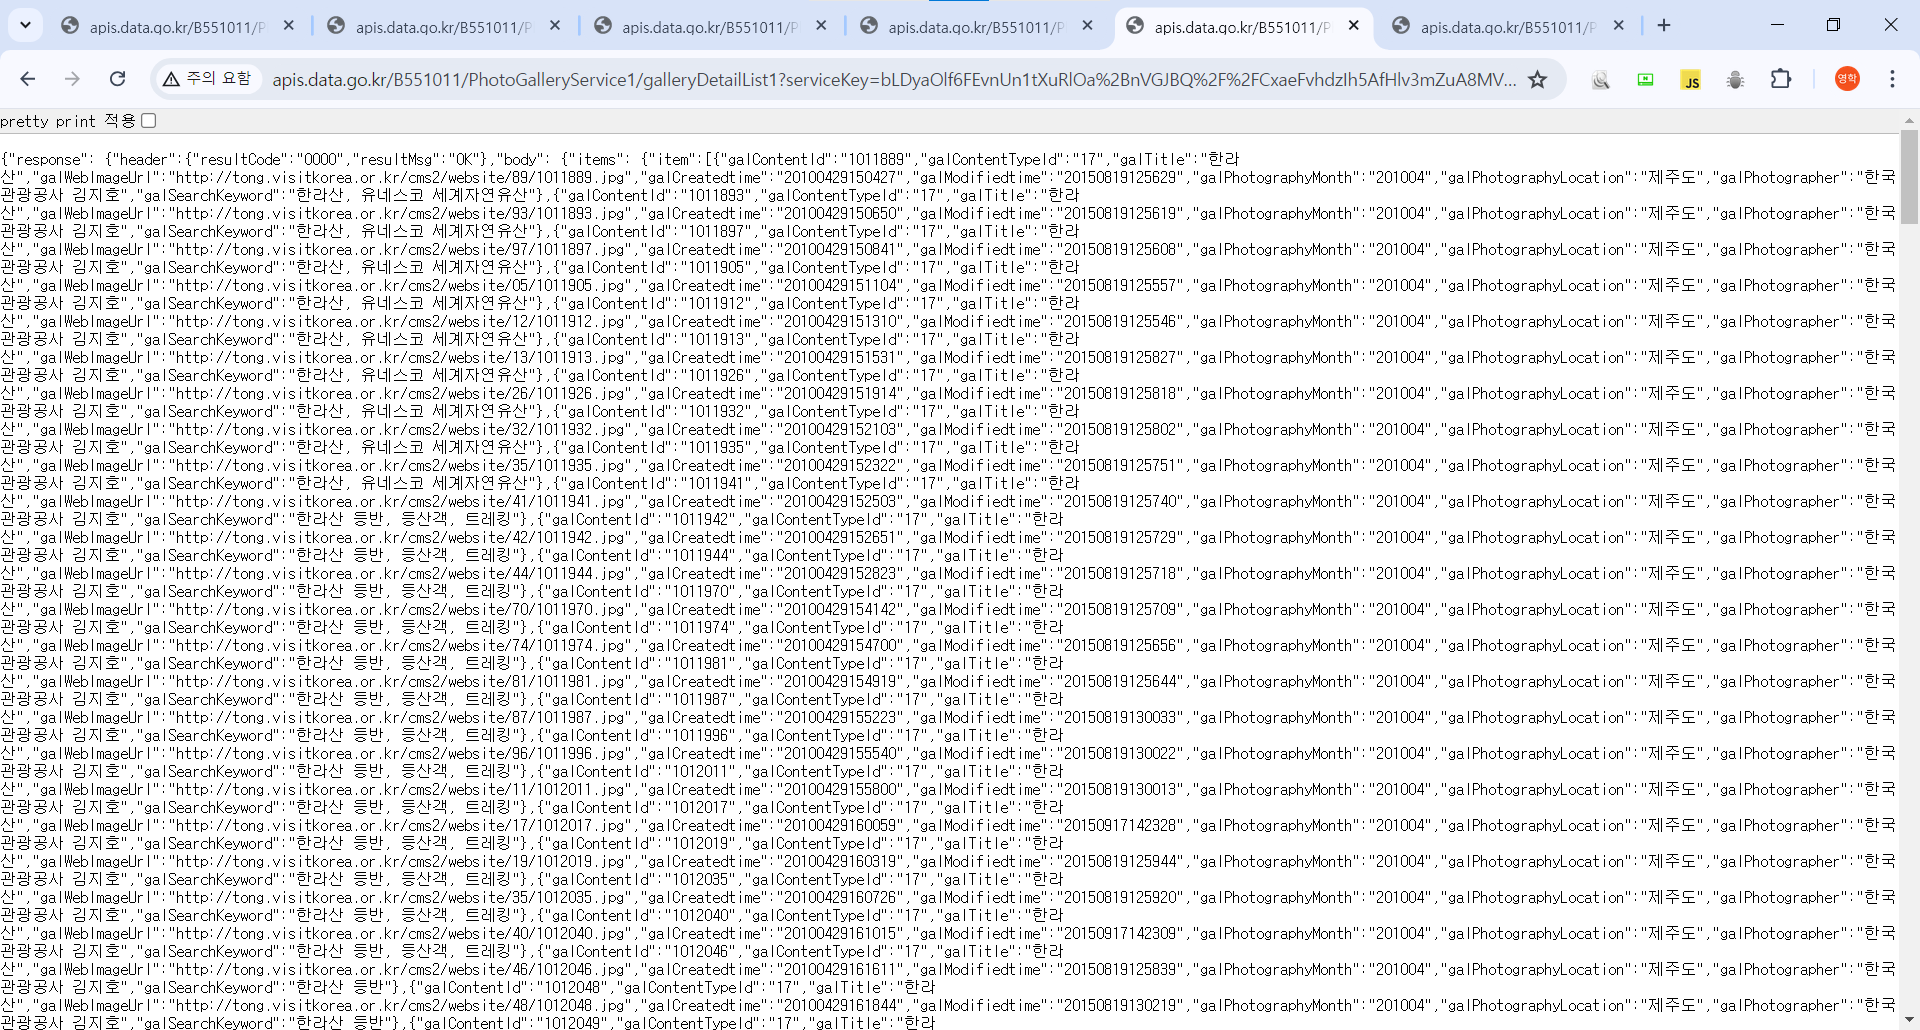 apis.data.go.kr/B551011/P
apis.data.go.kr/B551011/P
apis.data.go.kr/B551011/P
apis.data.go.kr/B551011/P
apis.data.go.kr/B551011/P
apis.data.go.kr/B551011/P
주의 요함
apis.data.go.kr/B551011/PhotoGalleryService1/galleryDetailList1?serviceKey=bLDyaOlf6FEvnUn1tXuRlOa%2BnVGJBQ%2F%2FCxaeFvhdzIh5AfHlv3mZuA8MV...
JS
영학
pretty print 적용
{"response": {"header":{"resultCode":"0000","resultMsg":"OK"},"body": {"items": {"item":[{"galContentId":"1011889","galContentTypeId":"17","galTitle":"한라
산","galWebImageUrl":"http://tong.visitkorea.or.kr/cms2/website/89/1011889.jpg","galCreatedtime":"20100429150427","galModifiedtime":"20150819125629","galPhotographyMonth":"201004","galPhotographyLocation":"제주도","galPhotographer":"한국
관광공사 김지호","galSearchKeyword":"한라산, 유네스코 세계자연유산"},{"galContentId":"1011893","galContentTypeId":"17","galTitle":"한라
산","galWebImageUrl":"http://tong.visitkorea.or.kr/cms2/website/93/1011893.jpg","galCreatedtime":"20100429150650","galModifiedtime":"20150819125619","galPhotographyMonth":"201004","galPhotographyLocation":"제주도","galPhotographer":"한국
관광공사 김지호","galSearchKeyword":"한라산, 유네스코 세계자연유산"},{"galContentId":"1011897","galContentTypeId":"17","galTitle":"한라
산","galWebImageUrl":"http://tong.visitkorea.or.kr/cms2/website/97/1011897.jpg","galCreatedtime":"20100429150841","galModifiedtime":"20150819125608","galPhotographyMonth":"201004","galPhotographyLocation":"제주도","galPhotographer":"한국
관광공사 김지호","galSearchKeyword":"한라산, 유네스코 세계자연유산"},{"galContentId":"1011905","galContentTypeId":"17","galTitle":"한라
산","galWebImageUrl":"http://tong.visitkorea.or.kr/cms2/website/05/1011905.jpg","galCreatedtime":"20100429151104","galModifiedtime":"20150819125557","galPhotographyMonth":"201004","galPhotographyLocation":"제주도","galPhotographer":"한국
관광공사 김지호","galSearchKeyword":"한라산, 유네스코 세계자연유산"},{"galContentId":"1011912","galContentTypeId":"17","galTitle":"한라
산","galWebImageUrl":"http://tong.visitkorea.or.kr/cms2/website/12/1011912.jpg","galCreatedtime":"20100429151310","galModifiedtime":"20150819125546","galPhotographyMonth":"201004","galPhotographyLocation":"제주도","galPhotographer":"한국
관광공사 김지호","galSearchKeyword":"한라산, 유네스코 세계자연유산"},{"galContentId":"1011913","galContentTypeId":"17","galTitle":"한라
산","galWebImageUrl":"http://tong.visitkorea.or.kr/cms2/website/13/1011913.jpg","galCreatedtime":"20100429151531","galModifiedtime":"20150819125827","galPhotographyMonth":"201004","galPhotographyLocation":"제주도","galPhotographer":"한국
관광공사 김지호","galSearchKeyword":"한라산, 유네스코 세계자연유산"},{"galContentId":"1011926","galContentTypeId":"17","galTitle":"한라
산","galWebImageUrl":"http://tong.visitkorea.or.kr/cms2/website/26/1011926.jpg","galCreatedtime":"20100429151914","galModifiedtime":"20150819125818","galPhotographyMonth":"201004","galPhotographyLocation":"제주도","galPhotographer":"한국
관광공사 김지호","galSearchKeyword":"한라산, 유네스코 세계자연유산"},{"galContentId":"1011932","galContentTypeId":"17","galTitle":"한라
산","galWebImageUrl":"http://tong.visitkorea.or.kr/cms2/website/32/1011932.jpg","galCreatedtime":"20100429152103","galModifiedtime":"20150819125802","galPhotographyMonth":"201004","galPhotographyLocation":"제주도","galPhotographer":"한국
관광공사 김지호","galSearchKeyword":"한라산, 유네스코 세계자연유산"},{"galContentId":"1011935","galContentTypeId":"17","galTitle":"한라
산","galWebImageUrl":"http://tong.visitkorea.or.kr/cms2/website/35/1011935.jpg","galCreatedtime":"20100429152322","galModifiedtime":"20150819125751","galPhotographyMonth":"201004","galPhotographyLocation":"제주도","galPhotographer":"한국
관광공사 김지호","galSearchKeyword":"한라산, 유네스코 세계자연유산"},{"galContentId":"1011941","galContentTypeId":"17","galTitle":"한라
산","galWebImageUrl":"http://tong.visitkorea.or.kr/cms2/website/41/1011941.jpg","galCreatedtime":"20100429152503","galModifiedtime":"20150819125740","galPhotographyMonth":"201004","galPhotographyLocation":"제주도","galPhotographer":"한국
관광공사 김지호","galSearchKeyword":"한라산 등반, 등산객, 트레킹"},{"galContentId":"1011942","galContentTypeId":"17","galTitle":"한라
산","galWebImageUrl":"http://tong.visitkorea.or.kr/cms2/website/42/1011942.jpg","galCreatedtime":"20100429152651","galModifiedtime":"20150819125729","galPhotographyMonth":"201004","galPhotographyLocation":"제주도","galPhotographer":"한국
관광공사 김지호","galSearchKeyword":"한라산 등반, 등산객, 트레킹"},{"galContentId":"1011944","galContentTypeId":"17","galTitle":"한라
산","galWebImageUrl":"http://tong.visitkorea.or.kr/cms2/website/44/1011944.jpg","galCreatedtime":"20100429152823","galModifiedtime":"20150819125718","galPhotographyMonth":"201004","galPhotographyLocation":"제주도","galPhotographer":"한국
관광공사 김지호","galSearchKeyword":"한라산 등반, 등산객, 트레킹"},{"galContentId":"1011970","galContentTypeId":"17","galTitle":"한라
산","galWebImageUrl":"http://tong.visitkorea.or.kr/cms2/website/70/1011970.jpg","galCreatedtime":"20100429154142","galModifiedtime":"20150819125709","galPhotographyMonth":"201004","galPhotographyLocation":"제주도","galPhotographer":"한국
관광공사 김지호","galSearchKeyword":"한라산 등반, 등산객, 트레킹"},{"galContentId":"1011974","galContentTypeId":"17","galTitle":"한라
산","galWebImageUrl":"http://tong.visitkorea.or.kr/cms2/website/74/1011974.jpg","galCreatedtime":"20100429154700","galModifiedtime":"20150819125656","galPhotographyMonth":"201004","galPhotographyLocation":"제주도","galPhotographer":"한국
관광공사 김지호","galSearchKeyword":"한라산 등반, 등산객, 트레킹"},{"galContentId":"1011981","galContentTypeId":"17","galTitle":"한라
산","galWebImageUrl":"http://tong.visitkorea.or.kr/cms2/website/81/1011981.jpg","galCreatedtime":"20100429154919","galModifiedtime":"20150819125644","galPhotographyMonth":"201004","galPhotographyLocation":"제주도","galPhotographer":"한국
관광공사 김지호","galSearchKeyword":"한라산 등반, 등산객, 트레킹"},{"galContentId":"1011987","galContentTypeId":"17","galTitle":"한라
산","galWebImageUrl":"http://tong.visitkorea.or.kr/cms2/website/87/1011987.jpg","galCreatedtime":"20100429155223","galModifiedtime":"20150819130033","galPhotographyMonth":"201004","galPhotographyLocation":"제주도","galPhotographer":"한국
관광공사 김지호","galSearchKeyword":"한라산 등반, 등산객, 트레킹"},{"galContentId":"1011996","galContentTypeId":"17","galTitle":"한라
산","galWebImageUrl":"http://tong.visitkorea.or.kr/cms2/website/96/1011996.jpg","galCreatedtime":"20100429155540","galModifiedtime":"20150819130022","galPhotographyMonth":"201004","galPhotographyLocation":"제주도","galPhotographer":"한국
관광공사 김지호","galSearchKeyword":"한라산 등반, 등산객, 트레킹"},{"galContentId":"1012011","galContentTypeId":"17","galTitle":"한라
산","galWebImageUrl":"http://tong.visitkorea.or.kr/cms2/website/11/1012011.jpg","galCreatedtime":"20100429155800","galModifiedtime":"20150819130013","galPhotographyMonth":"201004","galPhotographyLocation":"제주도","galPhotographer":"한국
관광공사 김지호","galSearchKeyword":"한라산 등반, 등산객, 트레킹"},{"galContentId":"1012017","galContentTypeId":"17","galTitle":"한라
산","galWebImageUrl":"http://tong.visitkorea.or.kr/cms2/website/17/1012017.jpg","galCreatedtime":"20100429160059","galModifiedtime":"20150917142328","galPhotographyMonth":"201004","galPhotographyLocation":"제주도","galPhotographer":"한국
관광공사 김지호","galSearchKeyword":"한라산 등반, 등산객, 트레킹"},{"galContentId":"1012019","galContentTypeId":"17","galTitle":"한라
산","galWebImageUrl":"http://tong.visitkorea.or.kr/cms2/website/19/1012019.jpg","galCreatedtime":"20100429160319","galModifiedtime":"20150819125944","galPhotographyMonth":"201004","galPhotographyLocation":"제주도","galPhotographer":"한국
관광공사 김지호","galSearchKeyword":"한라산 등반, 등산객, 트레킹"},{"galContentId":"1012035","galContentTypeId":"17","galTitle":"한라
산","galWebImageUrl":"http://tong.visitkorea.or.kr/cms2/website/35/1012035.jpg","galCreatedtime":"20100429160726","galModifiedtime":"20150819125920","galPhotographyMonth":"201004","galPhotographyLocation":"제주도","galPhotographer":"한국
관광공사 김지호","galSearchKeyword":"한라산 등반, 등산객, 트레킹"},{"galContentId":"1012040","galContentTypeId":"17","galTitle":"한라
산","galWebImageUrl":"http://tong.visitkorea.or.kr/cms2/website/40/1012040.jpg","galCreatedtime":"20100429161015","galModifiedtime":"20150917142309","galPhotographyMonth":"201004","galPhotographyLocation":"제주도","galPhotographer":"한국
관광공사 김지호","galSearchKeyword":"한라산 등반, 등산객, 트레킹"},{"galContentId":"1012046","galContentTypeId":"17","galTitle":"한라
산","galWebImageUrl":"http://tong.visitkorea.or.kr/cms2/website/46/1012046.jpg","galCreatedtime":"20100429161611","galModifiedtime":"20150819125839","galPhotographyMonth":"201004","galPhotographyLocation":"제주도","galPhotographer":"한국
관광공사 김지호","galSearchKeyword":"한라산 등반"},{"galContentId":"1012048","galContentTypeId":"17","galTitle":"한라
산","galWebImageUrl":"http://tong.visitkorea.or.kr/cms2/website/48/1012048.jpg","galCreatedtime":"20100429161844","galModifiedtime":"20150819130219","galPhotographyMonth":"201004","galPhotographyLocation":"제주도","galPhotographer":"한국
관광공사 김지호","galSearchKeyword":"한라산 등반"},{"galContentId":"1012049","galContentTypeId":"17","galTitle":"한라